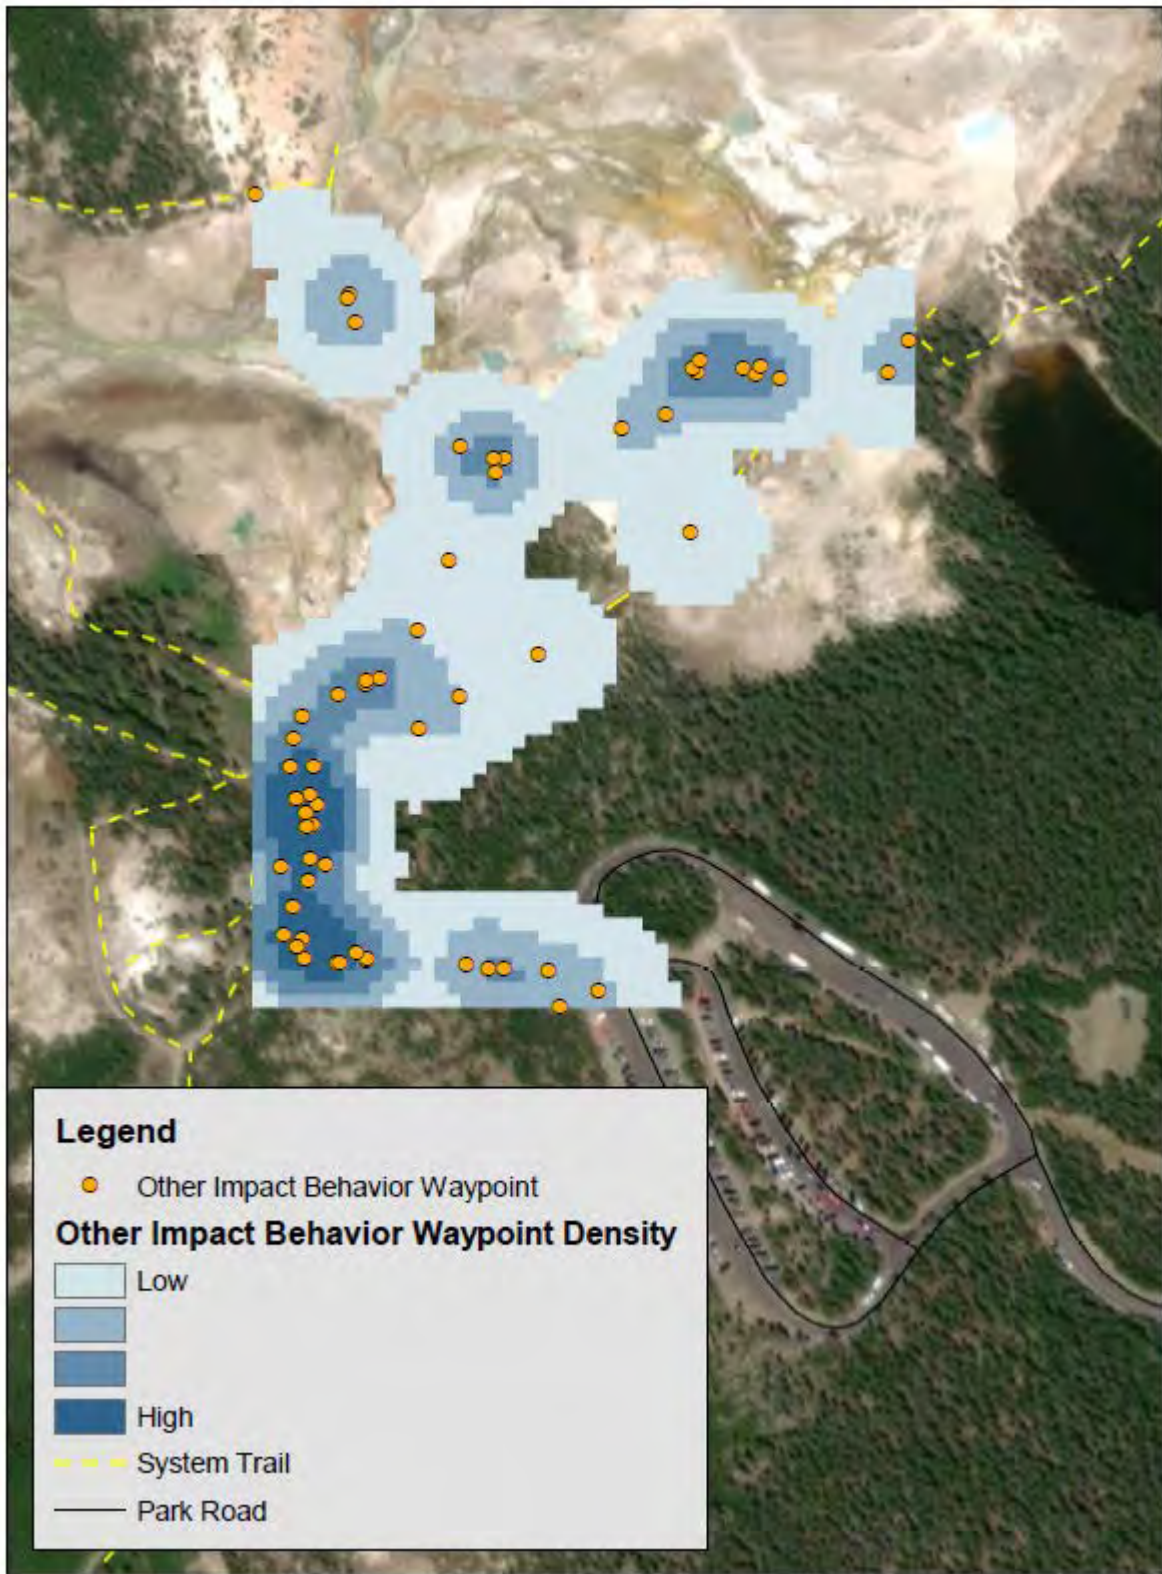 Legend
Other Impact Behavior Waypoint
Other Impact Behavior Waypoint Density
Low
High
System Trail
Park Road